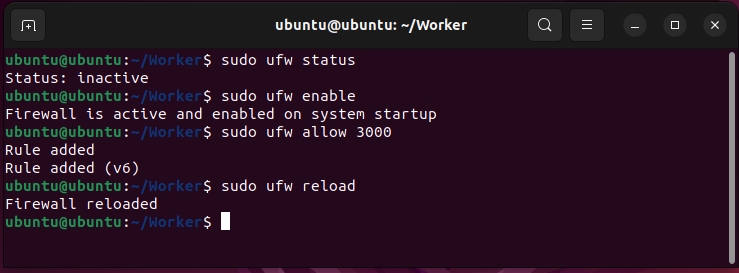 ubuntu@ubuntu: ~/Worker
ubuntu@ubuntu:~/Worker$ sudo ufw status
Status: inactive
ubuntu@ubuntu:~/Worker$ sudo ufw enable
Firewall is active and enabled on system startup
ubuntu@ubuntu:~/Worker$ sudo ufw allow 3000
Rule added
Rule added (v6)
ubuntu@ubuntu:~/Worker$ sudo ufw reload
Firewall reloaded
ubuntu@ubuntu:~/Worker$